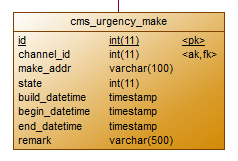 cms_urgency_make
id int(11) <pk>
channel_id int(11) <ak,fk>
make_addr varchar(100)
state int(11)
build_datetime timestamp
begin_datetime timestamp
end_datetime timestamp
remark varchar(500)